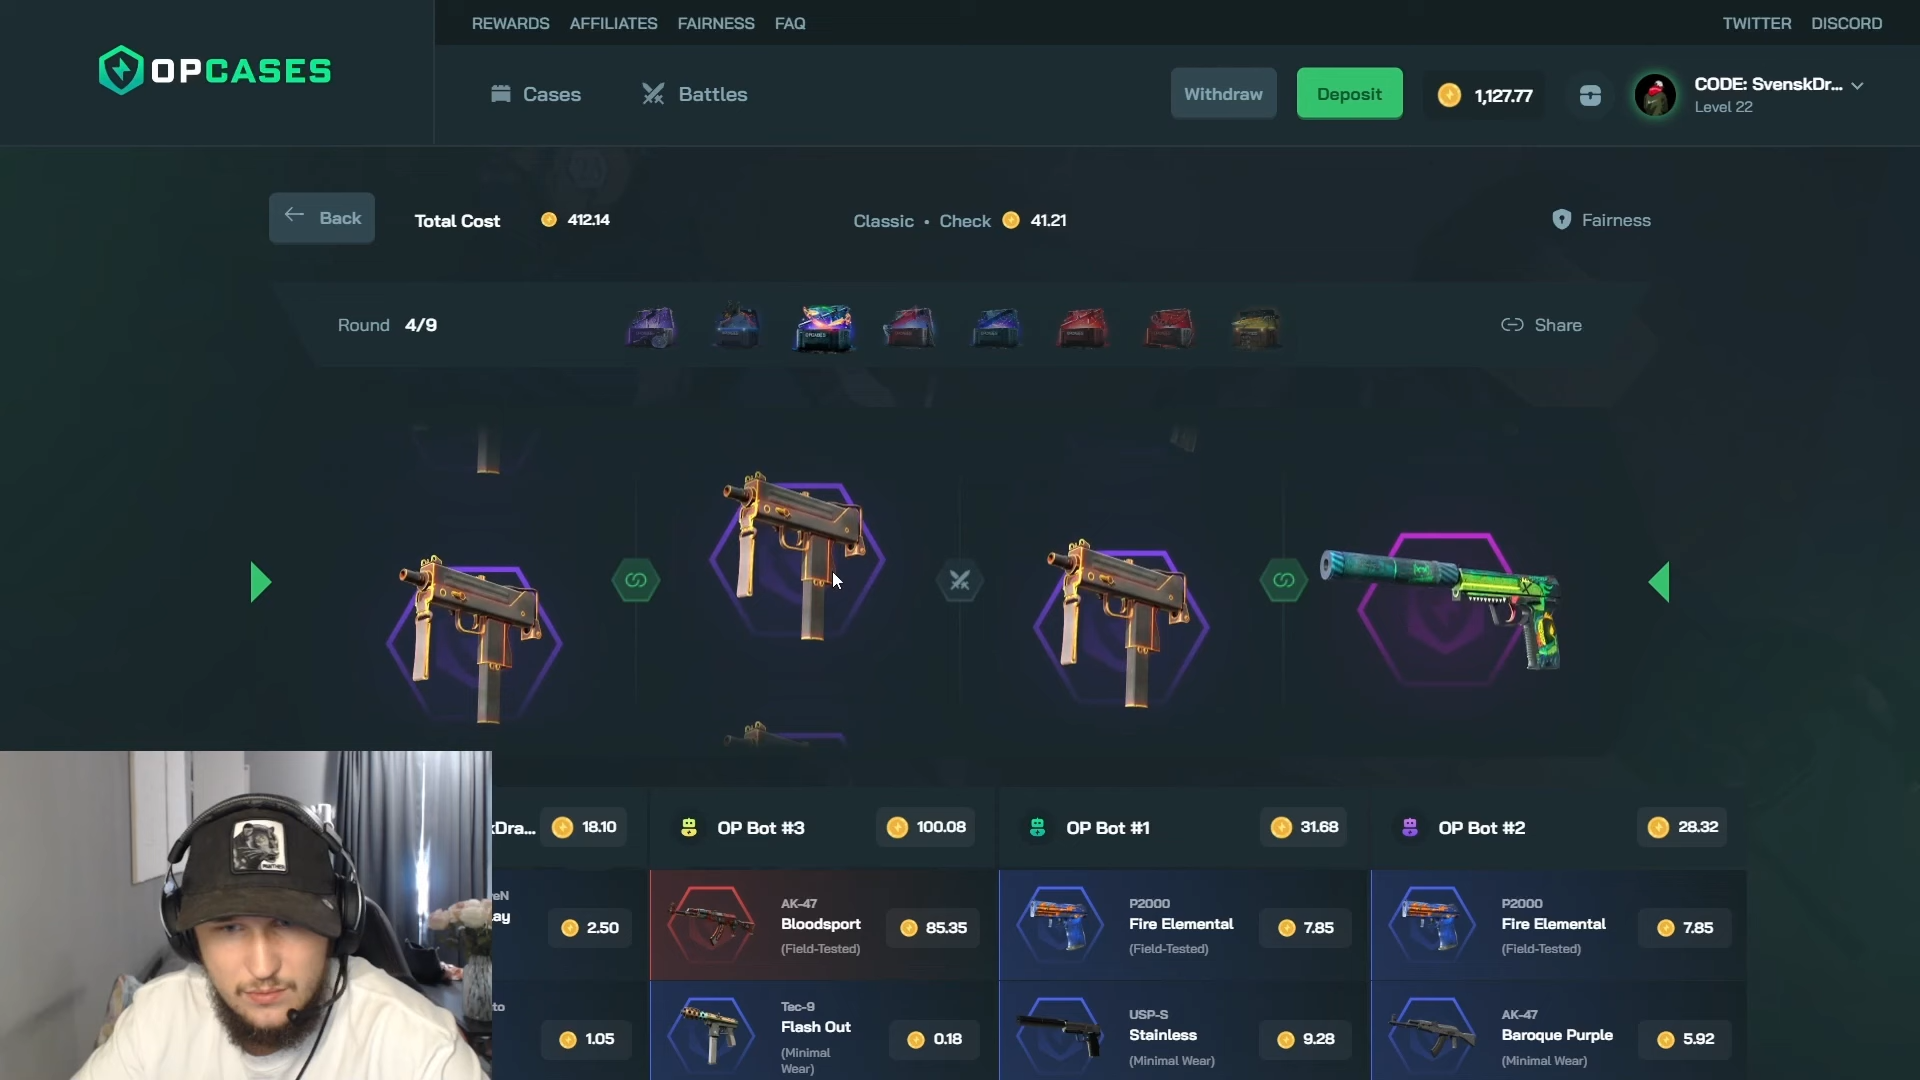 REWARDS AFFILIATES FAIRNESS FAQ TWITTER DISCORD
OPCASES
Cases Battles Withdraw Deposit 1,127.77 CODE: SvenskDr...
Level 22
Back Total Cost 412.14 Classic • Check 41.21 Fairness
Round 4/9 Share
kDra... 18.10 OP Bot #3 100.08 OP Bot #1 31.68 OP Bot #2 28.32
eN AK-47 P2000 P2000
ay 2.50 Bloodsport 85.35 Fire Elemental 7.85 Fire Elemental 7.85
(Field-Tested) (Field-Tested) (Field-Tested)
to Tec-9 USP-S AK-47
1.05 Flash Out 0.18 Stainless 9.28 Baroque Purple 5.92
(Minimal Wear) (Minimal Wear) (Minimal Wear)